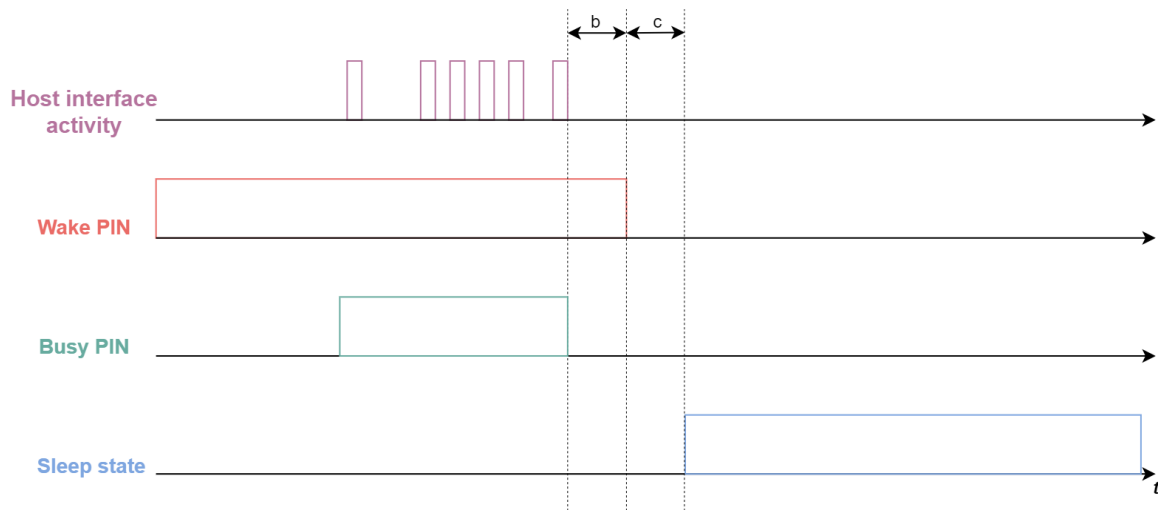 b
c
Host interface
activity
Wake PIN
Busy PIN
Sleep state
t